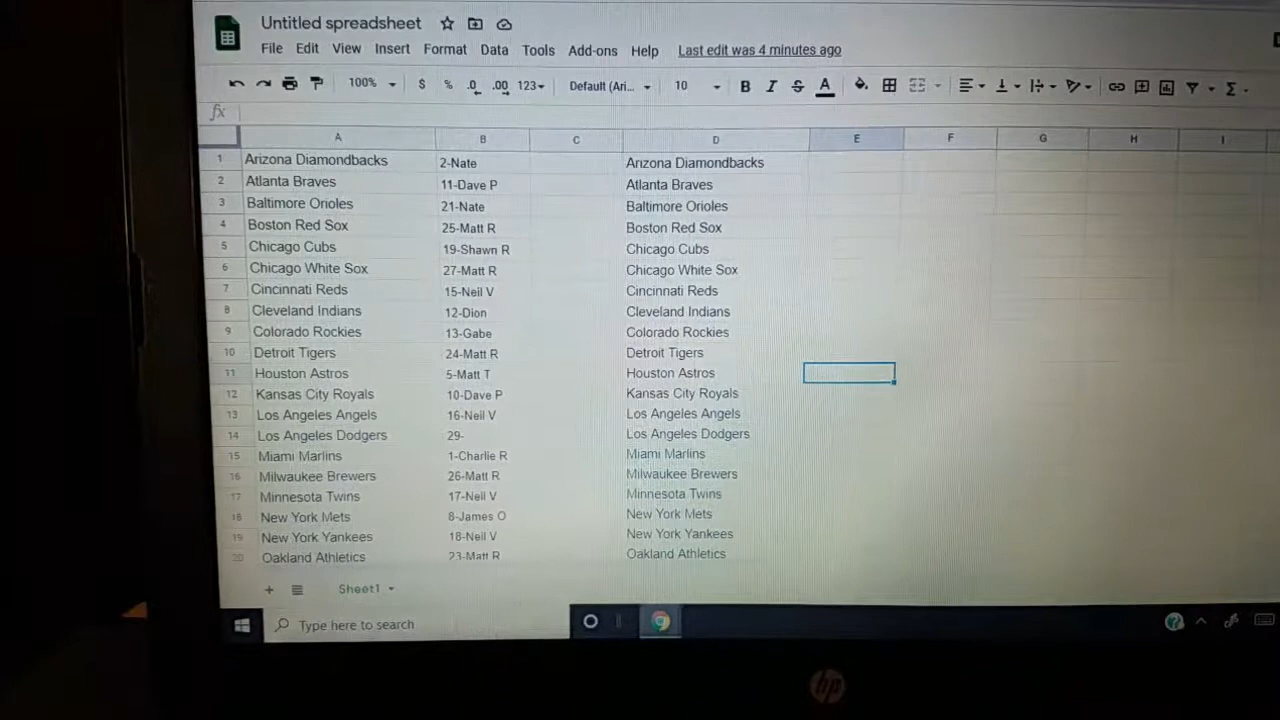 Untitled spreadsheet
File Edit View Insert Format Data Tools Add-ons Help Last edit was 4 minutes ago
100% $ % .0 .00 123 Default (Ari... 10 B I S A
fx
A B C D E F G H I
1 Arizona Diamondbacks 2-Nate Arizona Diamondbacks
2 Atlanta Braves 11-Dave P Atlanta Braves
3 Baltimore Orioles 21-Nate Baltimore Orioles
4 Boston Red Sox 25-Matt R Boston Red Sox
5 Chicago Cubs 19-Shawn R Chicago Cubs
6 Chicago White Sox 27-Matt R Chicago White Sox
7 Cincinnati Reds 15-Neil V Cincinnati Reds
8 Cleveland Indians 12-Dion Cleveland Indians
9 Colorado Rockies 13-Gabe Colorado Rockies
10 Detroit Tigers 24-Matt R Detroit Tigers
11 Houston Astros 5-Matt T Houston Astros
12 Kansas City Royals 10-Dave P Kansas City Royals
13 Los Angeles Angels 16-Neil V Los Angeles Angels
14 Los Angeles Dodgers 29- Los Angeles Dodgers
15 Miami Marlins 1-Charlie R Miami Marlins
16 Milwaukee Brewers 26-Matt R Milwaukee Brewers
17 Minnesota Twins 17-Neil V Minnesota Twins
18 New York Mets 8-James O New York Mets
19 New York Yankees 18-Neil V New York Yankees
20 Oakland Athletics 23-Matt R Oakland Athletics
+ Sheet1
Type here to search
hp